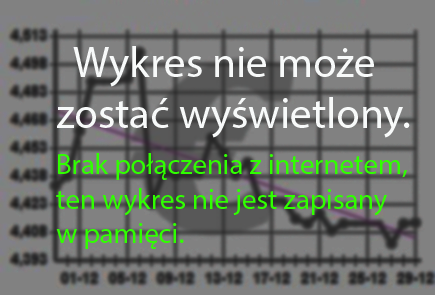 Wykres nie może
zostać wyświetlony.
Brak połączenia z internetem,
ten wykres nie jest zapisany
w pamięci.
4,513
4,498
4,483
4,468
4,453
4,438
4,423
4,408
4,393
01-12 05-12 09-12 13-12 17-12 21-12 25-12 29-12